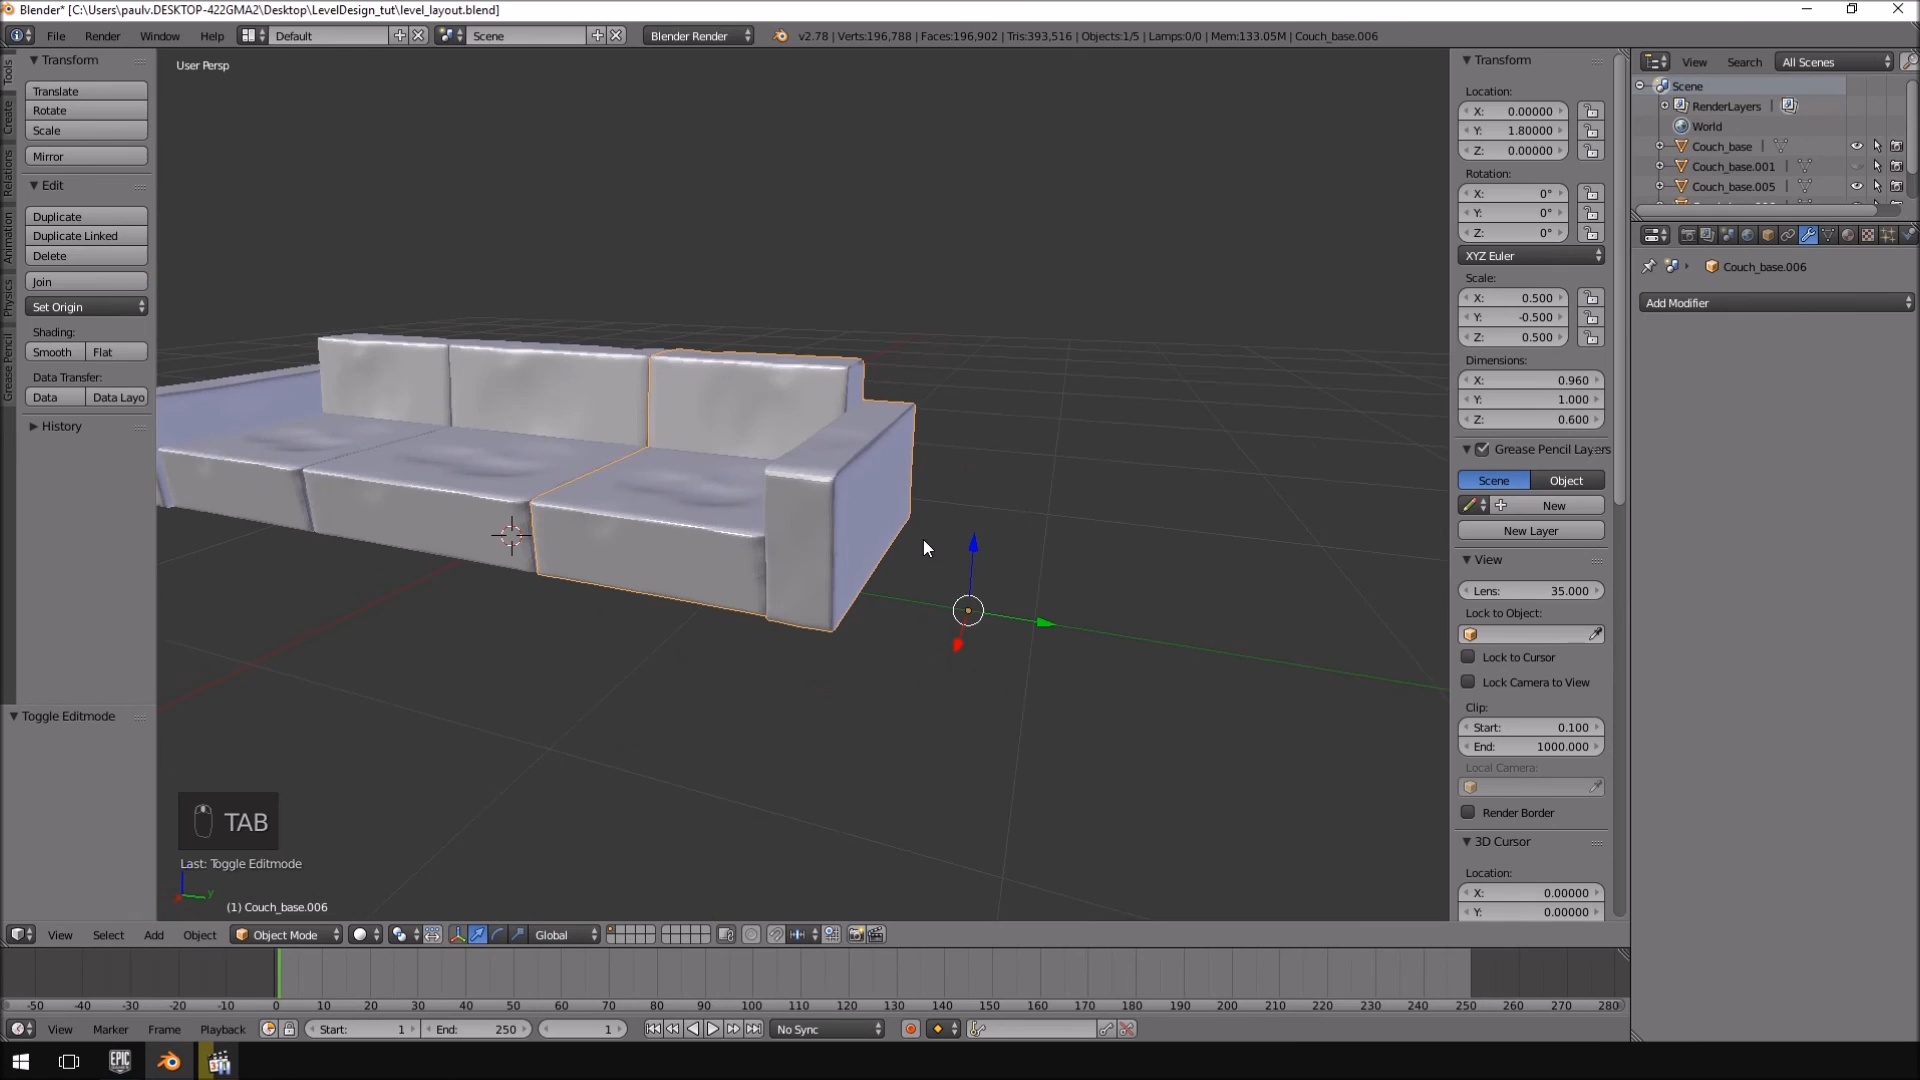 Blender* [C:\Users\paulv.DESKTOP-422GMA2\Desktop\LevelDesign_tut\level_layout.blend]
File Render Window Help Default Scene Blender Render v2.78 | Verts:196,788 | Faces:196,902 | Tris:393,516 | Objects:1/5 | Lamps:0/0 | Mem:133.05M | Couch_base.006
Tools
Create
Relations
Animation
Physics
Grease Pencil
Transform
Translate
Rotate
Scale
Mirror
Edit
Duplicate
Duplicate Linked
Delete
Join
Set Origin
Shading:
Smooth Flat
Data Transfer:
Data Data Layo
History
Toggle Editmode
User Persp
TAB
Last: Toggle Editmode
y
(1) Couch_base.006
Transform
Location:
X: 0.00000
Y: 1.80000
Z: 0.00000
Rotation:
X: 0°
Y: 0°
Z: 0°
XYZ Euler
Scale:
X: 0.500
Y: -0.500
Z: 0.500
Dimensions:
X: 0.960
Y: 1.000
Z: 0.600
Grease Pencil Layers
Scene Object
New
New Layer
View
Lens: 35.000
Lock to Object:
Lock to Cursor
Lock Camera to View
Clip:
Start: 0.100
End: 1000.000
Local Camera:
Render Border
3D Cursor
Location:
X: 0.00000
Y: 0.00000
View Search All Scenes
Scene
RenderLayers |
World
Couch_base |
Couch_base.001 |
Couch_base.005 |
Couch_base.006
Add Modifier
View Select Add Object Object Mode Global
-50 -40 -30 -20 -10 0 10 20 30 40 50 60 70 80 90 100 110 120 130 140 150 160 170 180 190 200 210 220 230 240 250 260 270 280
View Marker Frame Playback Start: 1 End: 250 1 No Sync
EPIC